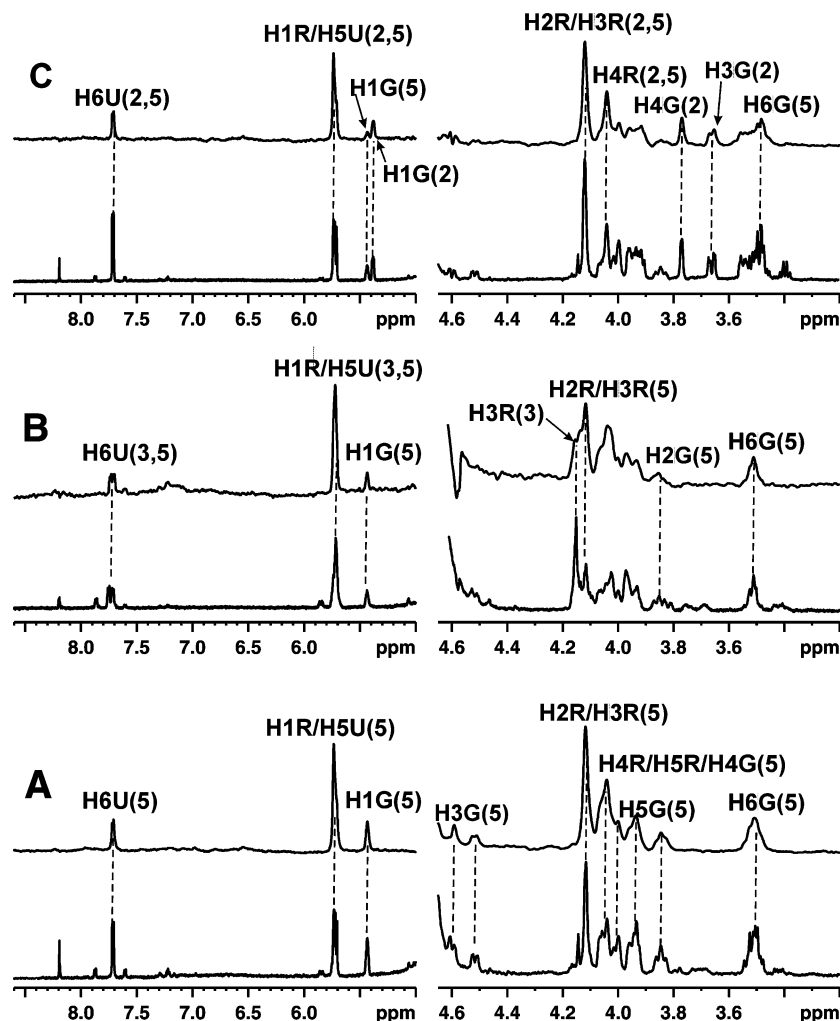 C
H6U(2,5)
H1R/H5U(2,5)
H1G(5)
H1G(2)
H2R/H3R(2,5)
H4R(2,5)
H4G(2)
H3G(2)
H6G(5)
8.0 7.5 7.0 6.5 6.0 ppm
4.6 4.4 4.2 4.0 3.8 3.6 ppm
B
H6U(3,5)
H1R/H5U(3,5)
H1G(5)
H3R(3)
H2R/H3R(5)
H2G(5)
H6G(5)
8.0 7.5 7.0 6.5 6.0 ppm
4.6 4.4 4.2 4.0 3.8 3.6 ppm
A
H6U(5)
H1R/H5U(5)
H1G(5)
H3G(5)
H2R/H3R(5)
H4R/H5R/H4G(5)
H5G(5)
H6G(5)
8.0 7.5 7.0 6.5 6.0 ppm
4.6 4.4 4.2 4.0 3.8 3.6 ppm